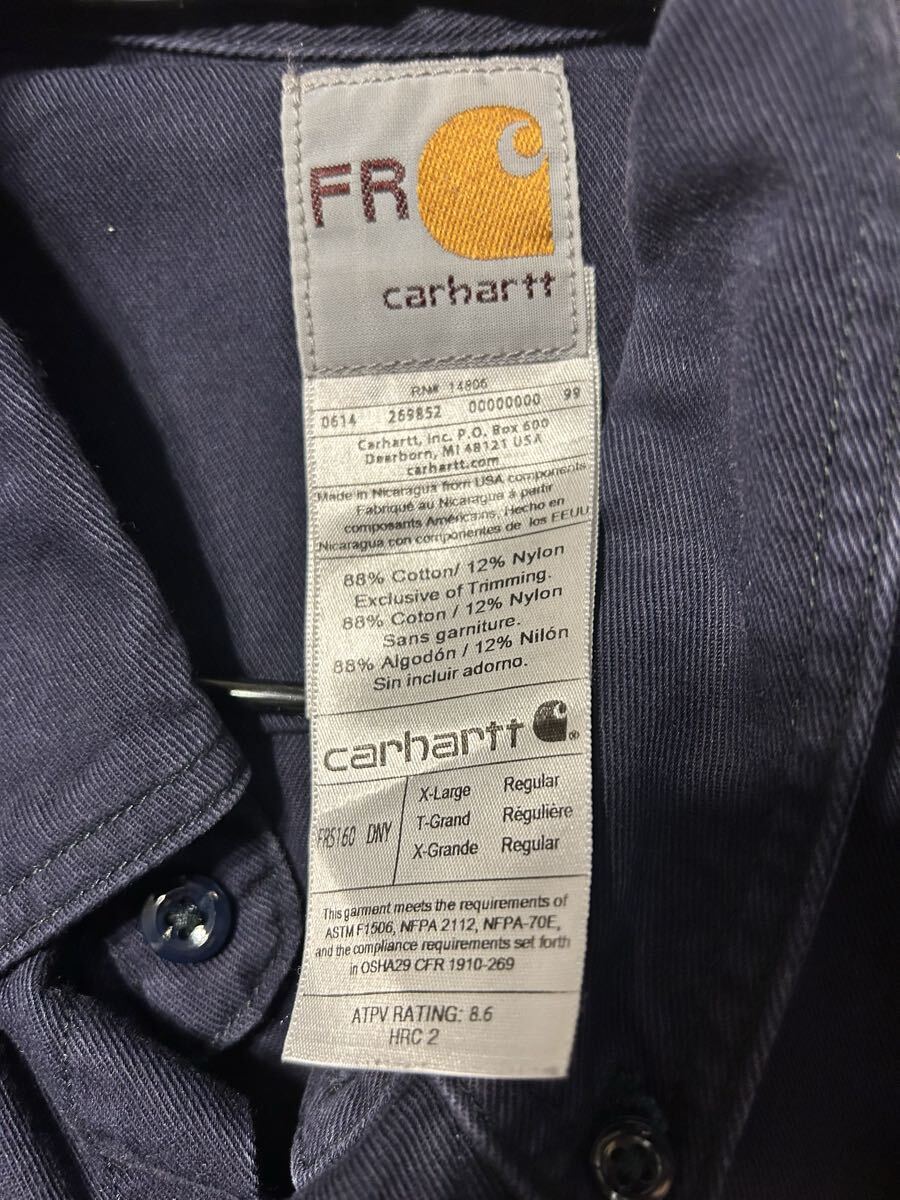 FR
carhartt
RN# 14806
0614 269852 00000000 99
Carhartt, Inc. P.O. Box 600
Dearborn, MI 48121 USA
carhartt.com
Made in Nicaragua from USA components
Fabriqué au Nicaragua à partir
composants Américains. Hecho en
Nicaragua con componentes de los EEUU
88% Cotton/ 12% Nylon
Exclusive of Trimming.
88% Coton / 12% Nylon
Sans garniture.
88% Algodón / 12% Nilón
Sin incluir adorno.
carhartt ®
FRS160 DNY
X-Large Regular
T-Grand Régulière
X-Grande Regular
This garment meets the requirements of
ASTM F1506, NFPA 2112, NFPA-70E,
and the compliance requirements set forth
in OSHA29 CFR 1910-269
ATPV RATING: 8.6
HRC 2